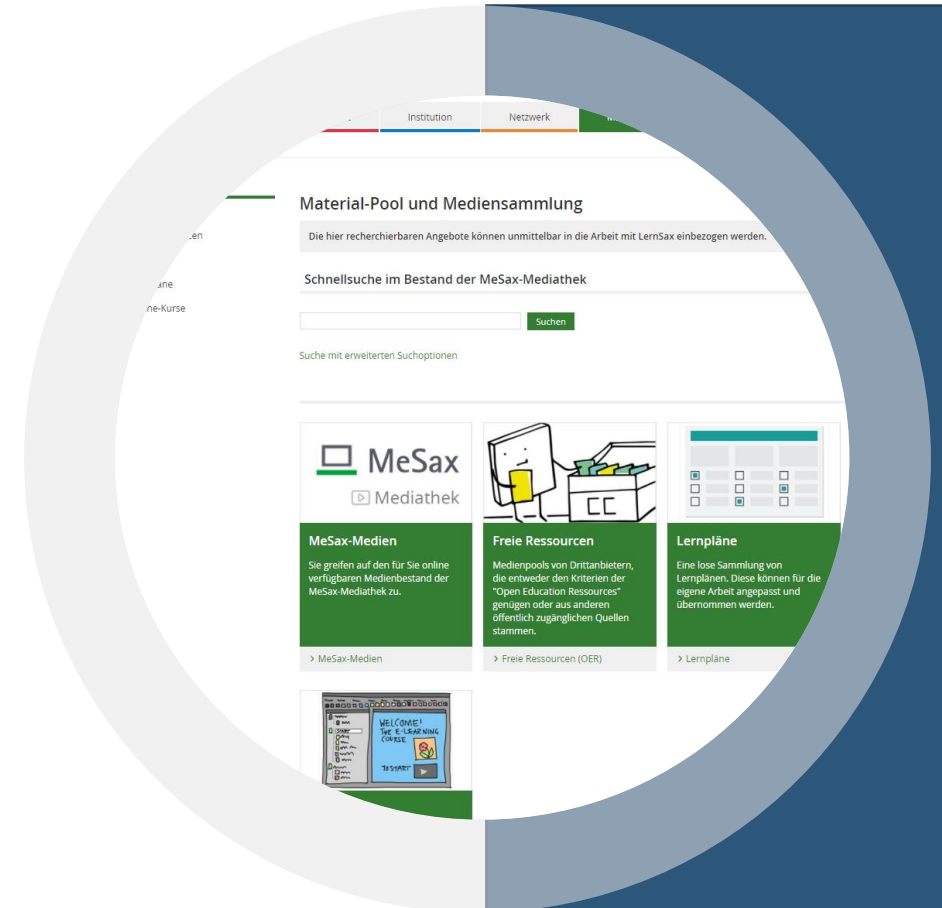 Institution
Netzwerk
Material-Pool und Mediensammlung
Die hier recherchierbaren Angebote können unmittelbar in die Arbeit mit LernSax einbezogen werden.
Schnellsuche im Bestand der MeSax-Mediathek
Suchen
Suche mit erweiterten Suchoptionen
MeSax
Mediathek
CC
MeSax-Medien
Sie greifen auf den für Sie online
verfügbaren Medienbestand der
MeSax-Mediathek zu.
> MeSax-Medien
Freie Ressourcen
Medienpools von Drittanbietern,
die entweder den Kriterien der
"Open Education Ressources"
genügen oder aus anderen
öffentlich zugänglichen Quellen
stammen.
> Freie Ressourcen (OER)
Lernpläne
Eine lose Sammlung von
Lernplänen. Diese können für die
eigene Arbeit angepasst und
übernommen werden.
> Lernpläne
WELCOME!
THE E-LEARNING
COURSE
TO START
START